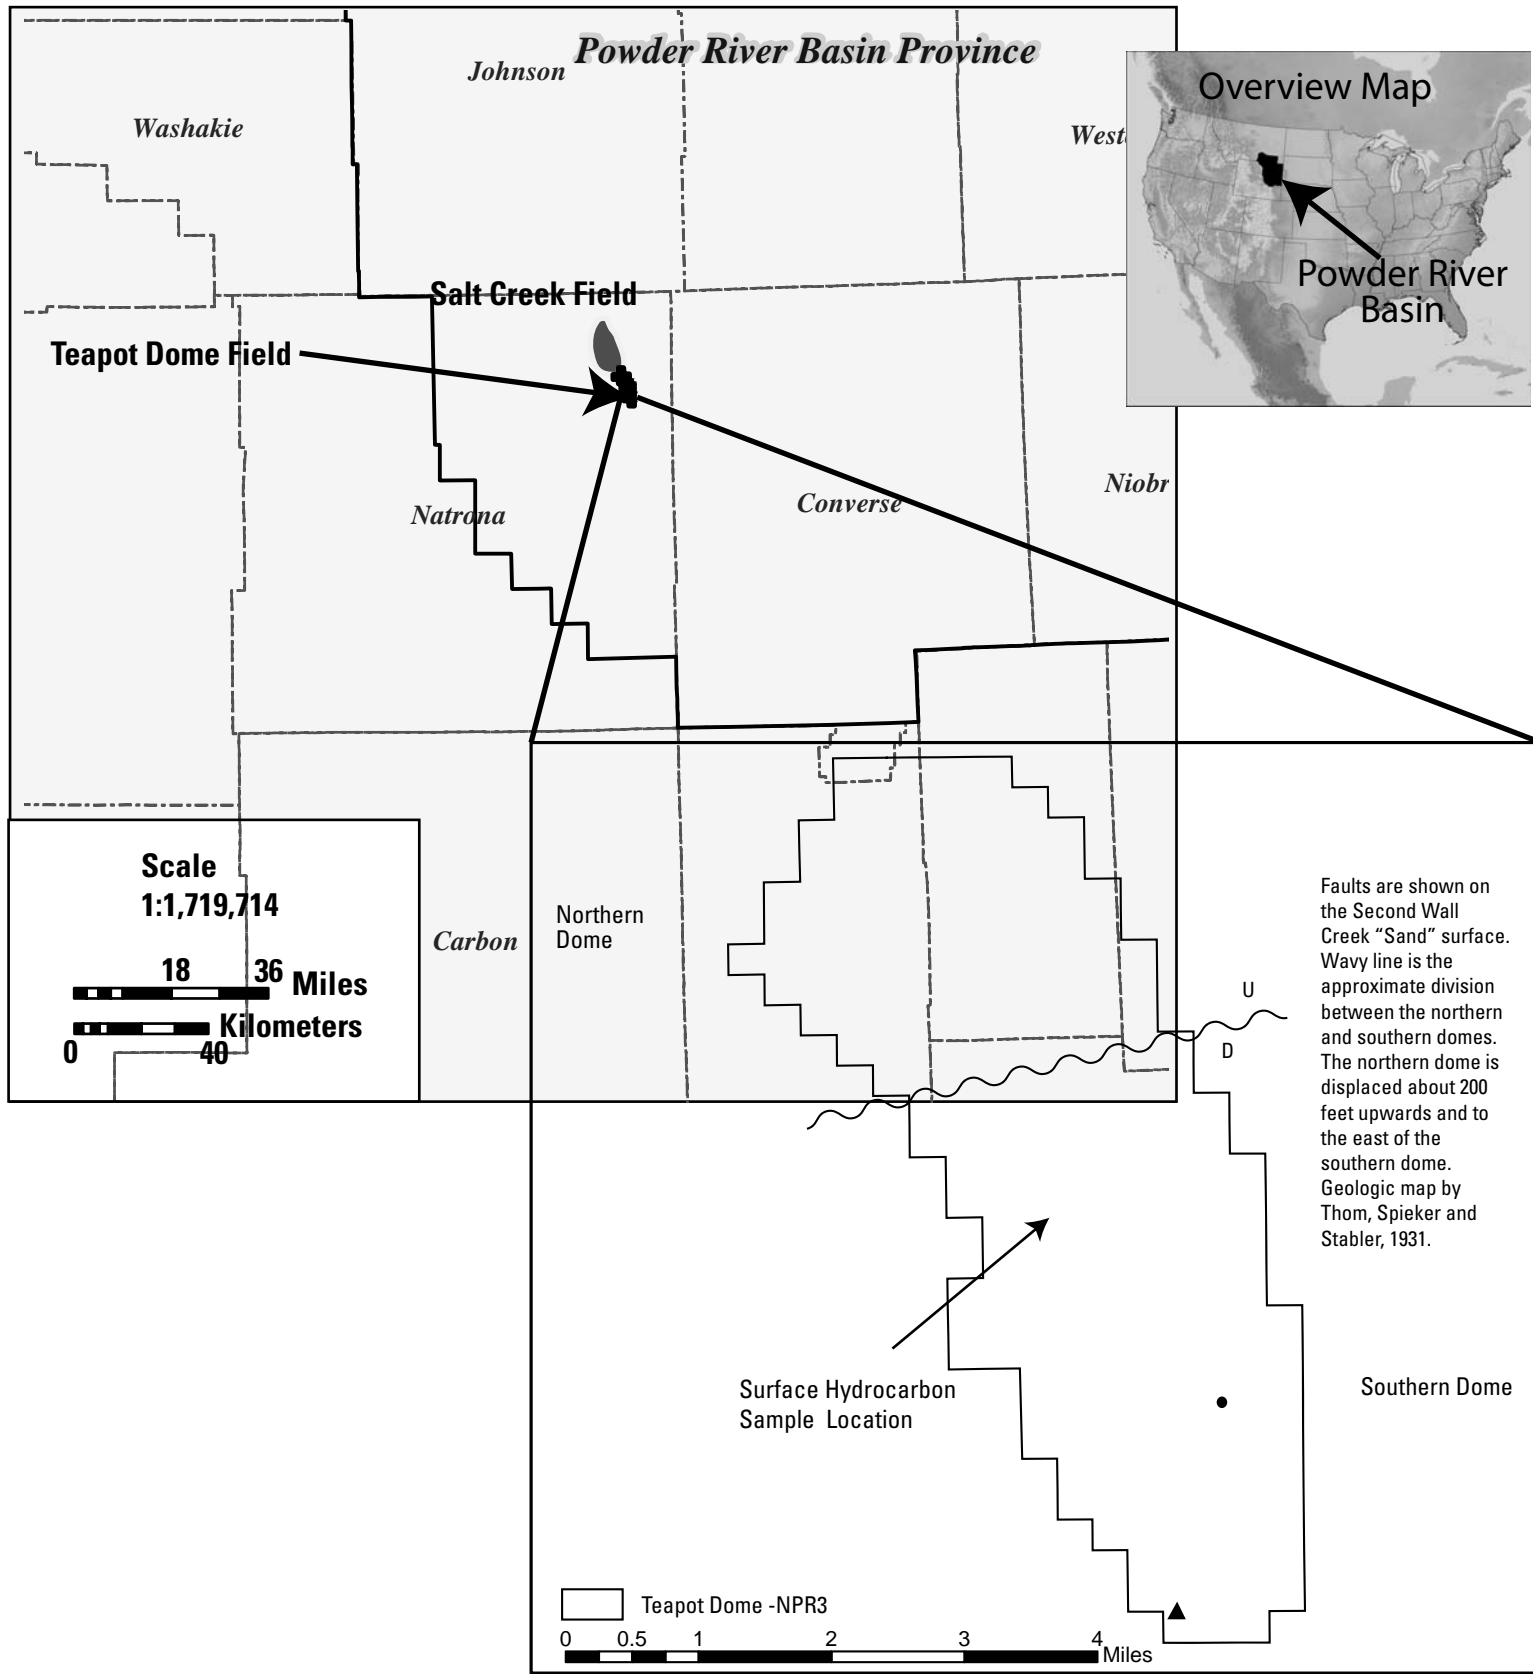 Powder River Basin Province
Johnson
Washakie
West
Overview Map
Powder River
Basin
Salt Creek Field
Teapot Dome Field
Natrona
Converse
Niobr
Scale
1:1,719,714
18
36
Miles
Kilometers
0
40
Carbon
Northern
Dome
U
D
Faults are shown on
the Second Wall
Creek “Sand” surface.
Wavy line is the
approximate division
between the northern
and southern domes.
The northern dome is
displaced about 200
feet upwards and to
the east of the
southern dome.
Geologic map by
Thom, Spieker and
Stabler, 1931.
Surface Hydrocarbon
Sample Location
Southern Dome
Teapot Dome -NPR3
0 0.5 1 2 3 4
Miles